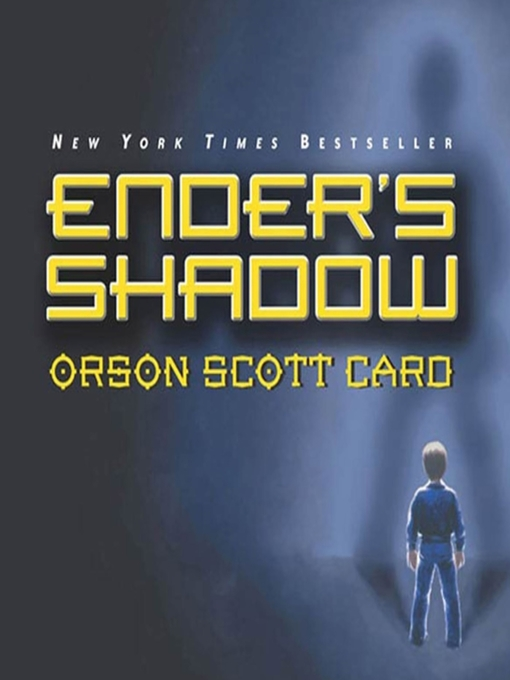 NEW YORK TIMES BESTSELLER
ENDER'S
SHADOW
ORSON SCOTT CARD